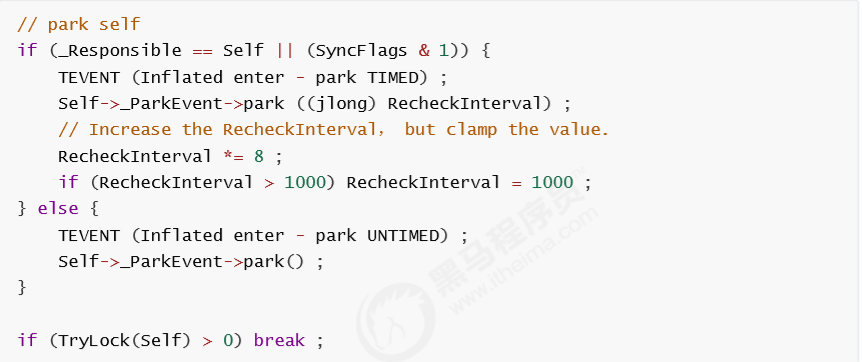 // park self
if (_Responsible == Self || (SyncFlags & 1)) {
    TEVENT (Inflated enter - park TIMED) ;
    Self->_ParkEvent->park ((jlong) RecheckInterval) ;
    // Increase the RecheckInterval, but clamp the value.
    RecheckInterval *= 8 ;
    if (RecheckInterval > 1000) RecheckInterval = 1000 ;
} else {
    TEVENT (Inflated enter - park UNTIMED) ;
    Self->_ParkEvent->park() ;
}
if (TryLock(Self) > 0) break ;
黑马程序员
www.itheima.com